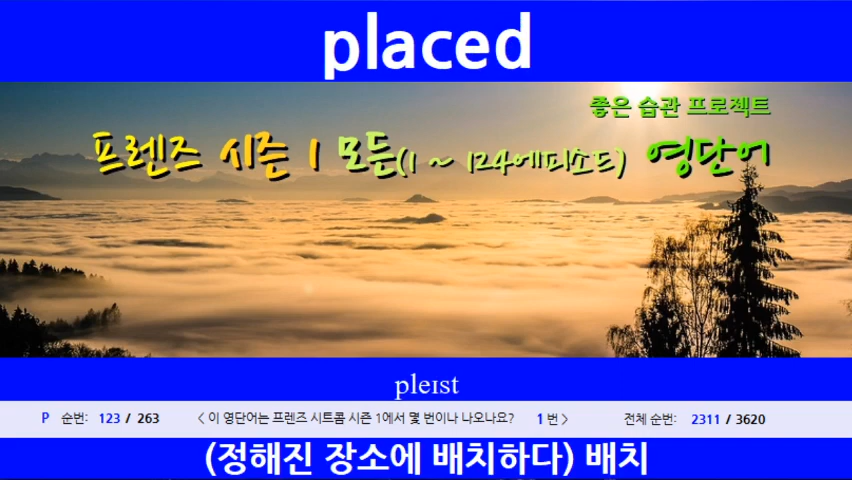 placed
좋은 습관 프로젝트
프렌즈 시즌 1 모든(1 ~ 124에피소드) 영단어
pleɪst
P 순번: 123 / 263 < 이 영단어는 프렌즈 시트콤 시즌 1에서 몇 번이나 나오나요? 1 번 > 전체 순번: 2311 / 3620
(정해진 장소에 배치하다) 배치